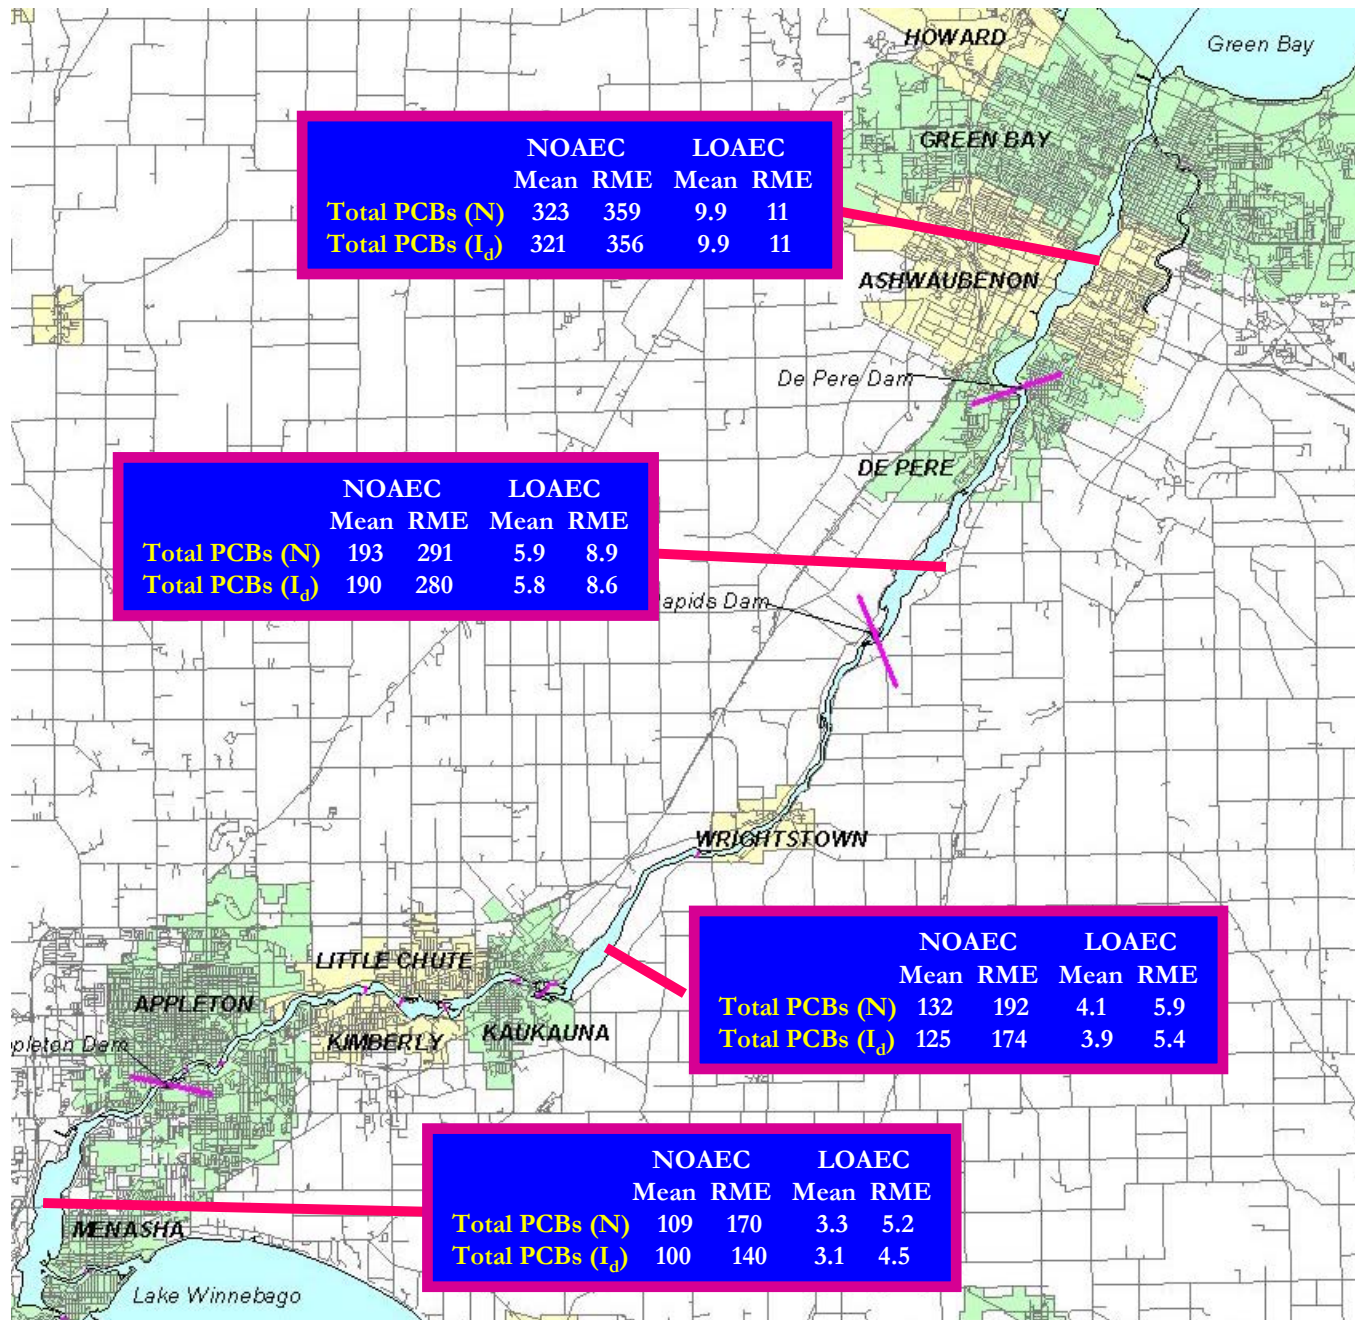 HOWARD
Green Bay
GREEN BAY
NOAEC LOAEC
Mean RME Mean RME
Total PCBs (N) 323 359 9.9 11
Total PCBs (I_d) 321 356 9.9 11
ASHWAUBENON
De Pere Dam
DE PERE
NOAEC LOAEC
Mean RME Mean RME
Total PCBs (N) 193 291 5.9 8.9
Total PCBs (I_d) 190 280 5.8 8.6
apids Dam
WRIGHTSTOWN
NOAEC LOAEC
Mean RME Mean RME
Total PCBs (N) 132 192 4.1 5.9
Total PCBs (I_d) 125 174 3.9 5.4
LITTLE CHUTE
APPLETON
KAUKAUNA
KIMBERLY
pleton Dam
NOAEC LOAEC
Mean RME Mean RME
Total PCBs (N) 109 170 3.3 5.2
Total PCBs (I_d) 100 140 3.1 4.5
MENASHA
Lake Winnebago